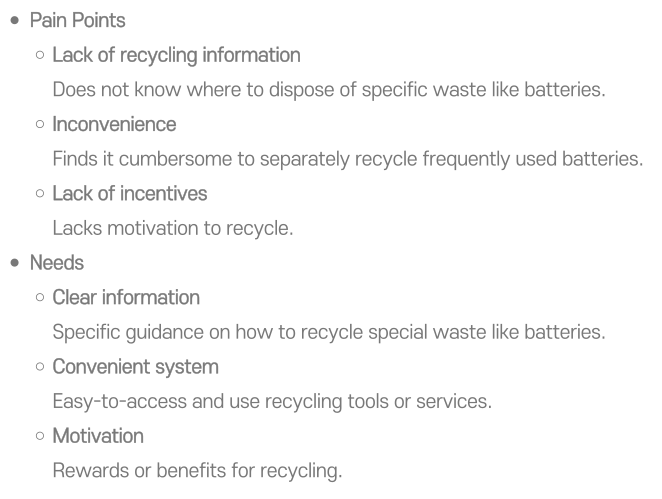 • Pain Points
○ Lack of recycling information
Does not know where to dispose of specific waste like batteries.
○ Inconvenience
Finds it cumbersome to separately recycle frequently used batteries.
○ Lack of incentives
Lacks motivation to recycle.
• Needs
○ Clear information
Specific guidance on how to recycle special waste like batteries.
○ Convenient system
Easy-to-access and use recycling tools or services.
○ Motivation
Rewards or benefits for recycling.